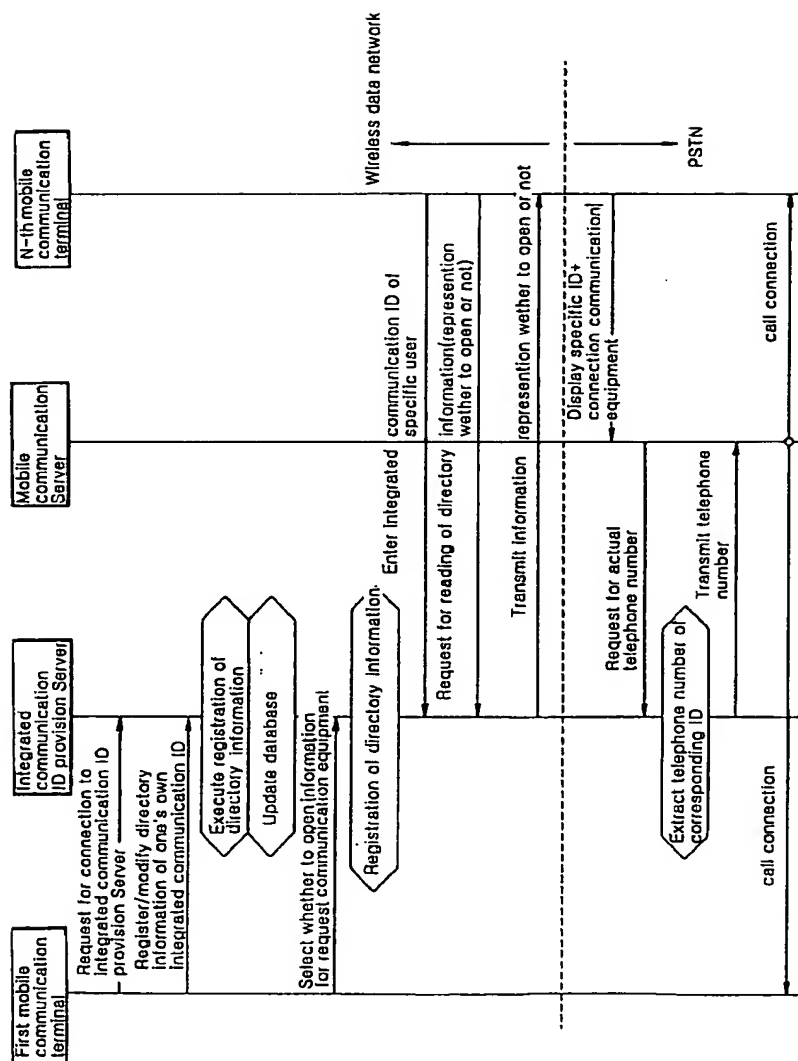 First mobile
communication
terminal
Integrated
communication
ID provision Server
Mobile
communication
Server
N-th mobile
communication
terminal
Request for connection to
Integrated communication ID
provision Server
Register/modify directory
information of one's own
integrated communication ID
Execute registration of
directory information
Update database
Select whether to open information
for request communication equipment
Registration of directory information
Enter integrated communication ID of
specific user
Request for reading of directory information(represention
wether to open or not)
Transmit information represention wether to open or not
Wireless data network
PSTN
Display specific ID+
connection communication
equipment
Request for actual
telephone number
Extract telephone number of
corresponding ID
Transmit telephone
number
call connection
call connection